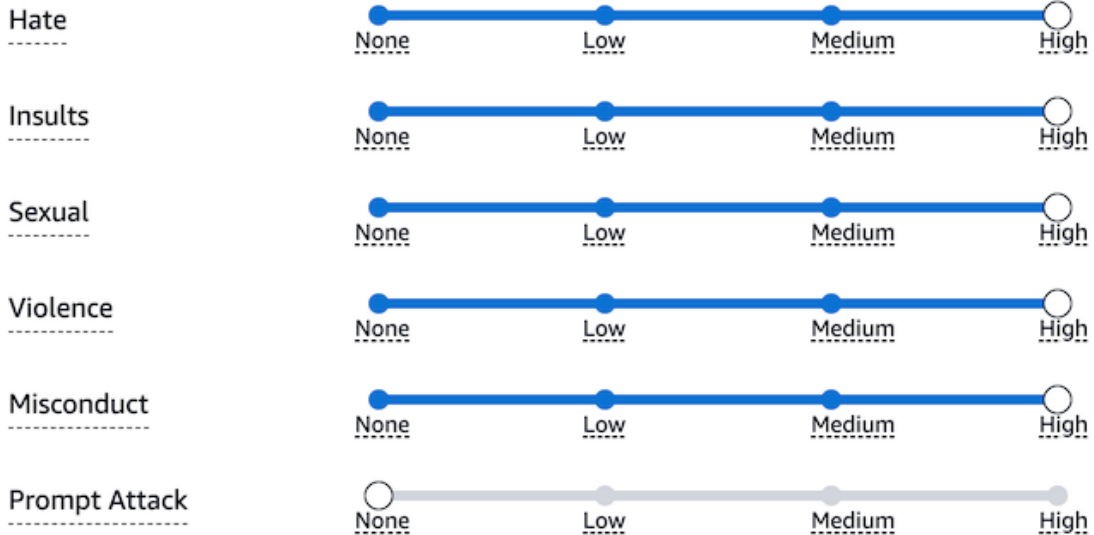 Hate
None Low Medium High
Insults
None Low Medium High
Sexual
None Low Medium High
Violence
None Low Medium High
Misconduct
None Low Medium High
Prompt Attack
None Low Medium High